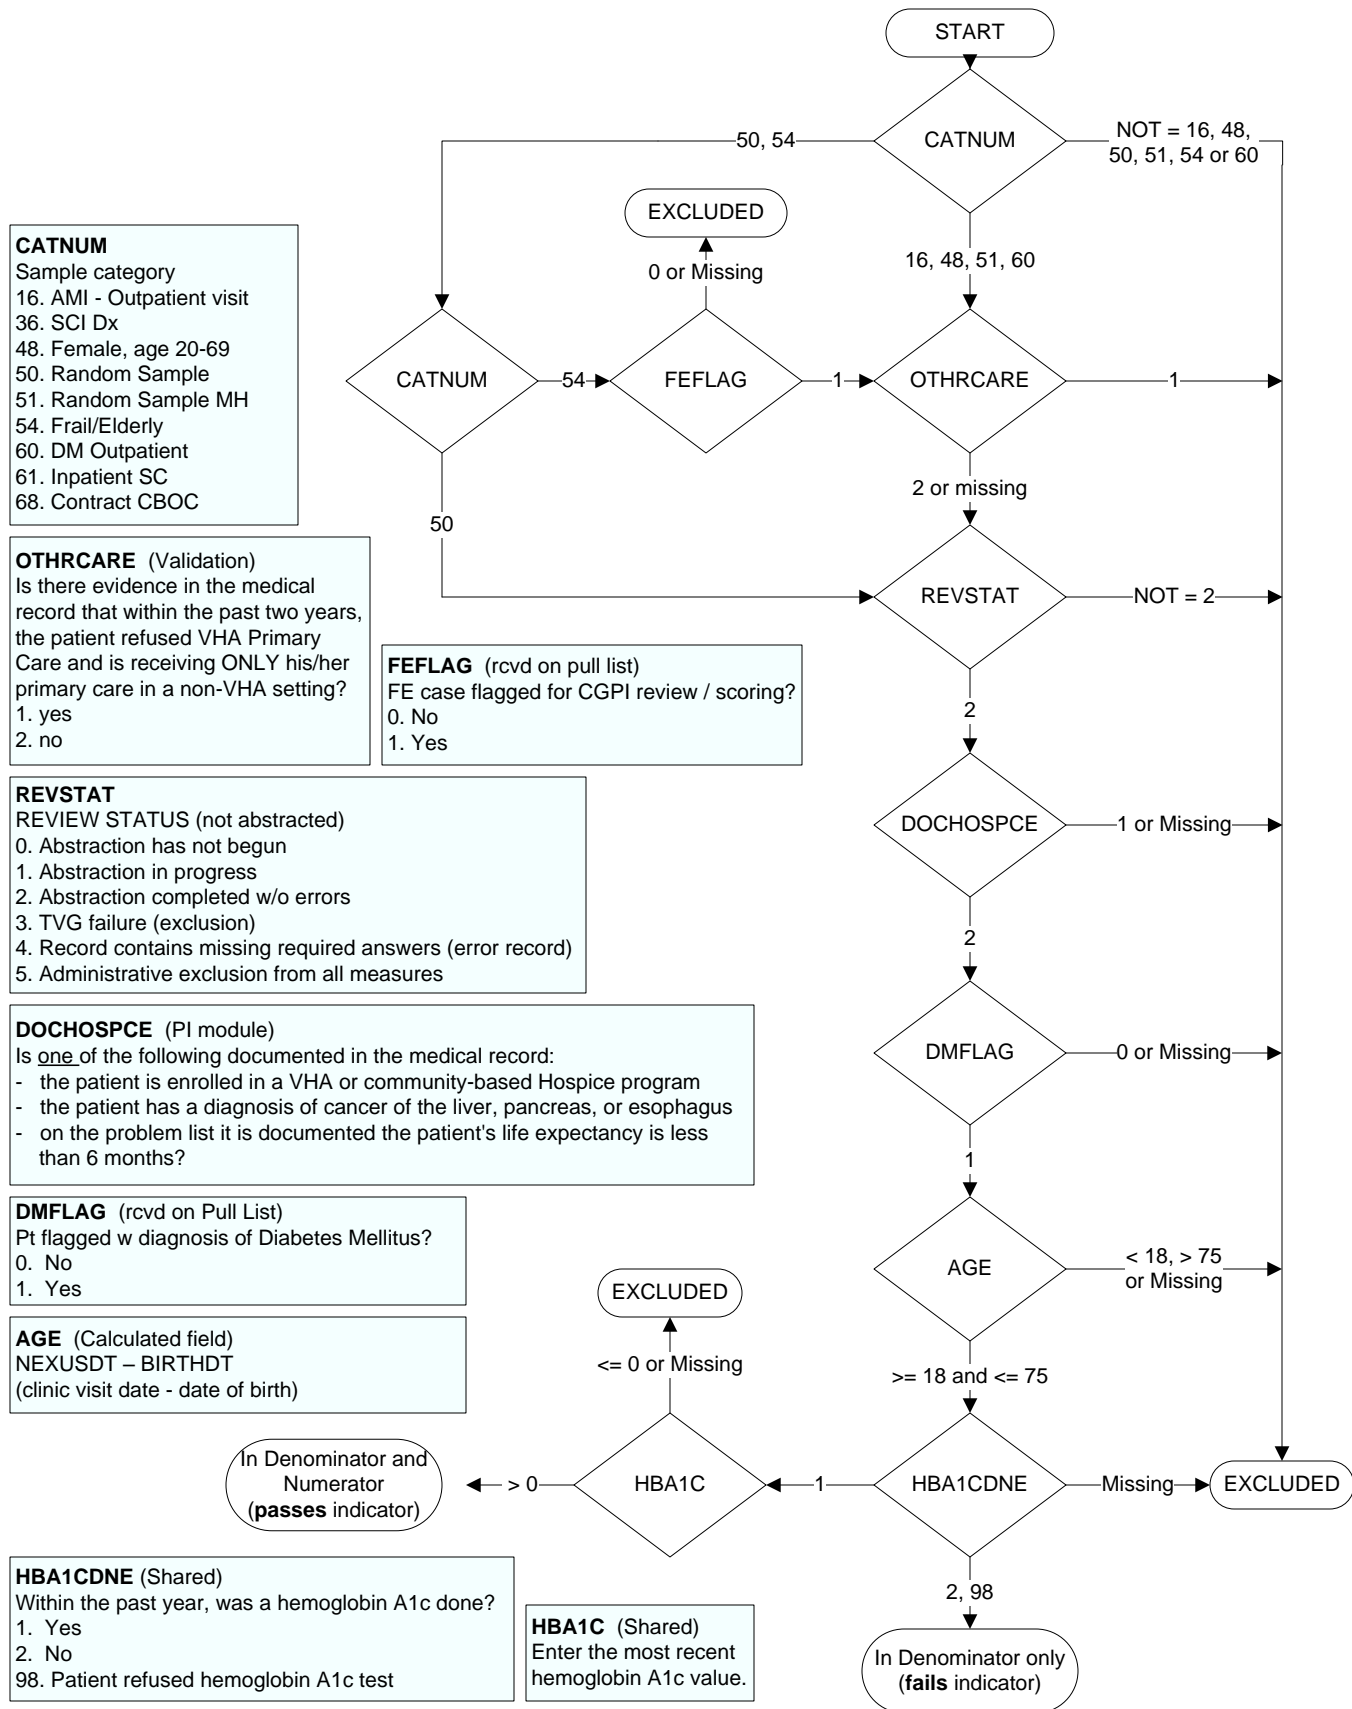 START
CATNUM
50, 54
NOT = 16, 48,
50, 51, 54 or 60
EXCLUDED
0 or Missing
16, 48, 51, 60
CATNUM
54
FEFLAG
1
OTHRCARE
1
2 or missing
50
REVSTAT
NOT = 2
2
DOCHOSPCE
1 or Missing
2
DMFLAG
0 or Missing
1
AGE
< 18, > 75
or Missing
>= 18 and <= 75
EXCLUDED
<= 0 or Missing
In Denominator and
Numerator
(passes indicator)
> 0
HBA1C
1
HBA1CDNE
Missing
EXCLUDED
2, 98
In Denominator only
(fails indicator)
CATNUM
Sample category
16. AMI - Outpatient visit
36. SCI Dx
48. Female, age 20-69
50. Random Sample
51. Random Sample MH
54. Frail/Elderly
60. DM Outpatient
61. Inpatient SC
68. Contract CBOC
OTHRCARE (Validation)
Is there evidence in the medical
record that within the past two years,
the patient refused VHA Primary
Care and is receiving ONLY his/her
primary care in a non-VHA setting?
1. yes
2. no
FEFLAG (rcvd on pull list)
FE case flagged for CGPI review / scoring?
0. No
1. Yes
REVSTAT
REVIEW STATUS (not abstracted)
0. Abstraction has not begun
1. Abstraction in progress
2. Abstraction completed w/o errors
3. TVG failure (exclusion)
4. Record contains missing required answers (error record)
5. Administrative exclusion from all measures
DOCHOSPCE (PI module)
Is one of the following documented in the medical record:
- the patient is enrolled in a VHA or community-based Hospice program
- the patient has a diagnosis of cancer of the liver, pancreas, or esophagus
- on the problem list it is documented the patient's life expectancy is less
than 6 months?
DMFLAG (rcvd on Pull List)
Pt flagged w diagnosis of Diabetes Mellitus?
0. No
1. Yes
AGE (Calculated field)
NEXUSDT – BIRTHDT
(clinic visit date - date of birth)
HBA1CDNE (Shared)
Within the past year, was a hemoglobin A1c done?
1. Yes
2. No
98. Patient refused hemoglobin A1c test
HBA1C (Shared)
Enter the most recent
hemoglobin A1c value.